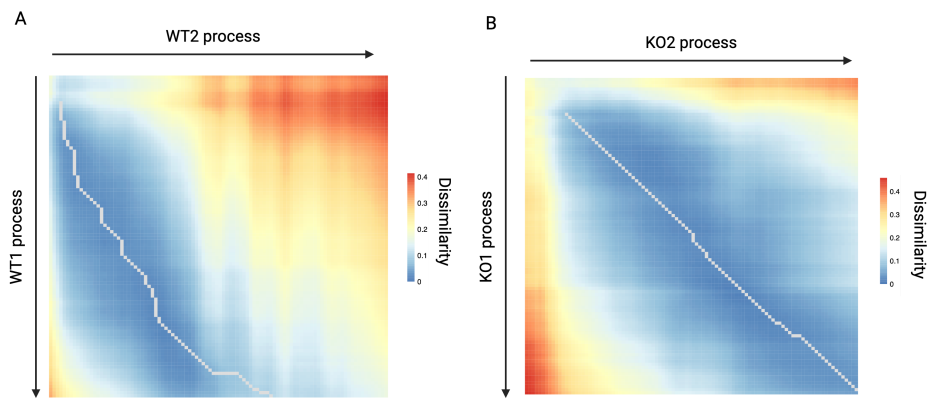 A
WT2 process
WT1 process
0.4
0.3
0.2
0.1
0
Dissimilarity
B
KO2 process
KO1 process
0.4
0.3
0.2
0.1
0
Dissimilarity